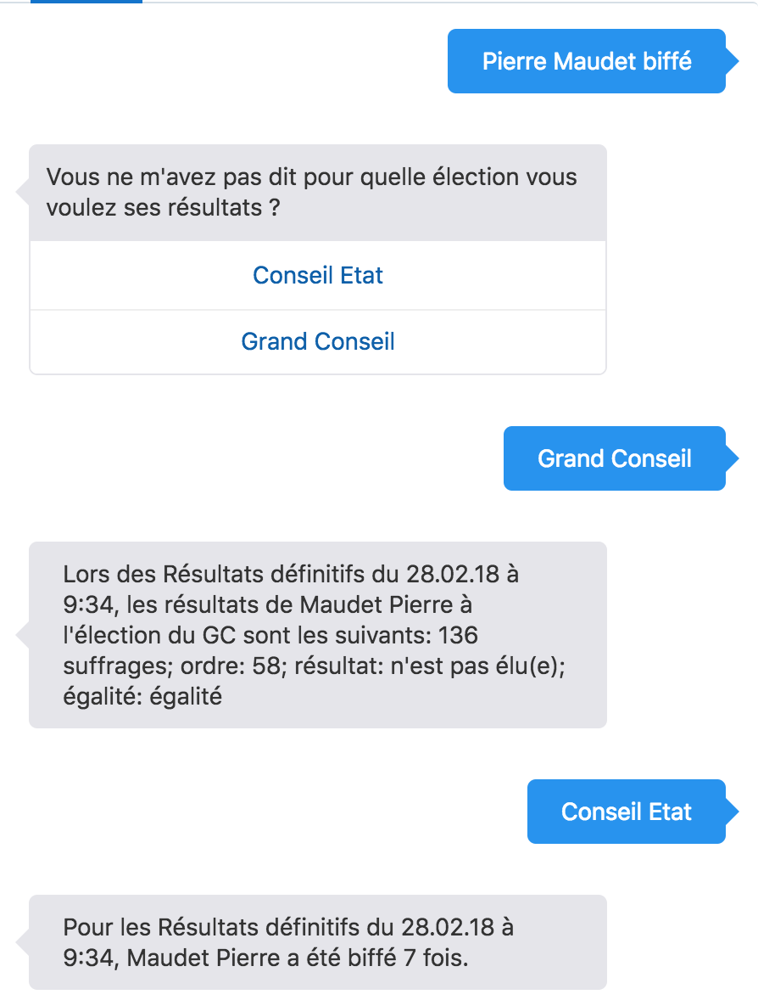 Pierre Maudet biffé
Vous ne m'avez pas dit pour quelle élection vous
voulez ses résultats ?
Conseil Etat
Grand Conseil
Grand Conseil
Lors des Résultats définitifs du 28.02.18 à
9:34, les résultats de Maudet Pierre à
l'élection du GC sont les suivants: 136
suffrages; ordre: 58; résultat: n'est pas élu(e);
égalité: égalité
Conseil Etat
Pour les Résultats définitifs du 28.02.18 à
9:34, Maudet Pierre a été biffé 7 fois.